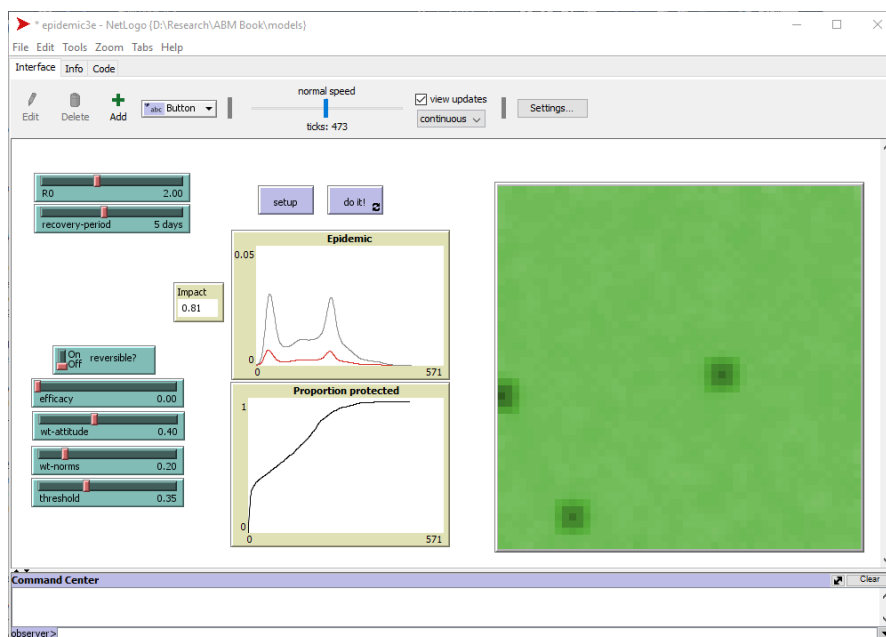 * epidemic3e - NetLogo {D:\Research\ABM Book\models}
File Edit Tools Zoom Tabs Help
Interface Info Code
Edit Delete Add abc Button normal speed ticks: 473 view updates continuous Settings...
R0 2.00
recovery-period 5 days
setup do it!
Epidemic
0.05
0
0 571
Impact
0.81
On
Off
reversible?
efficacy 0.00
wt-attitude 0.40
wt-norms 0.20
threshold 0.35
Proportion protected
1
0
0 571
Command Center Clear
observer>